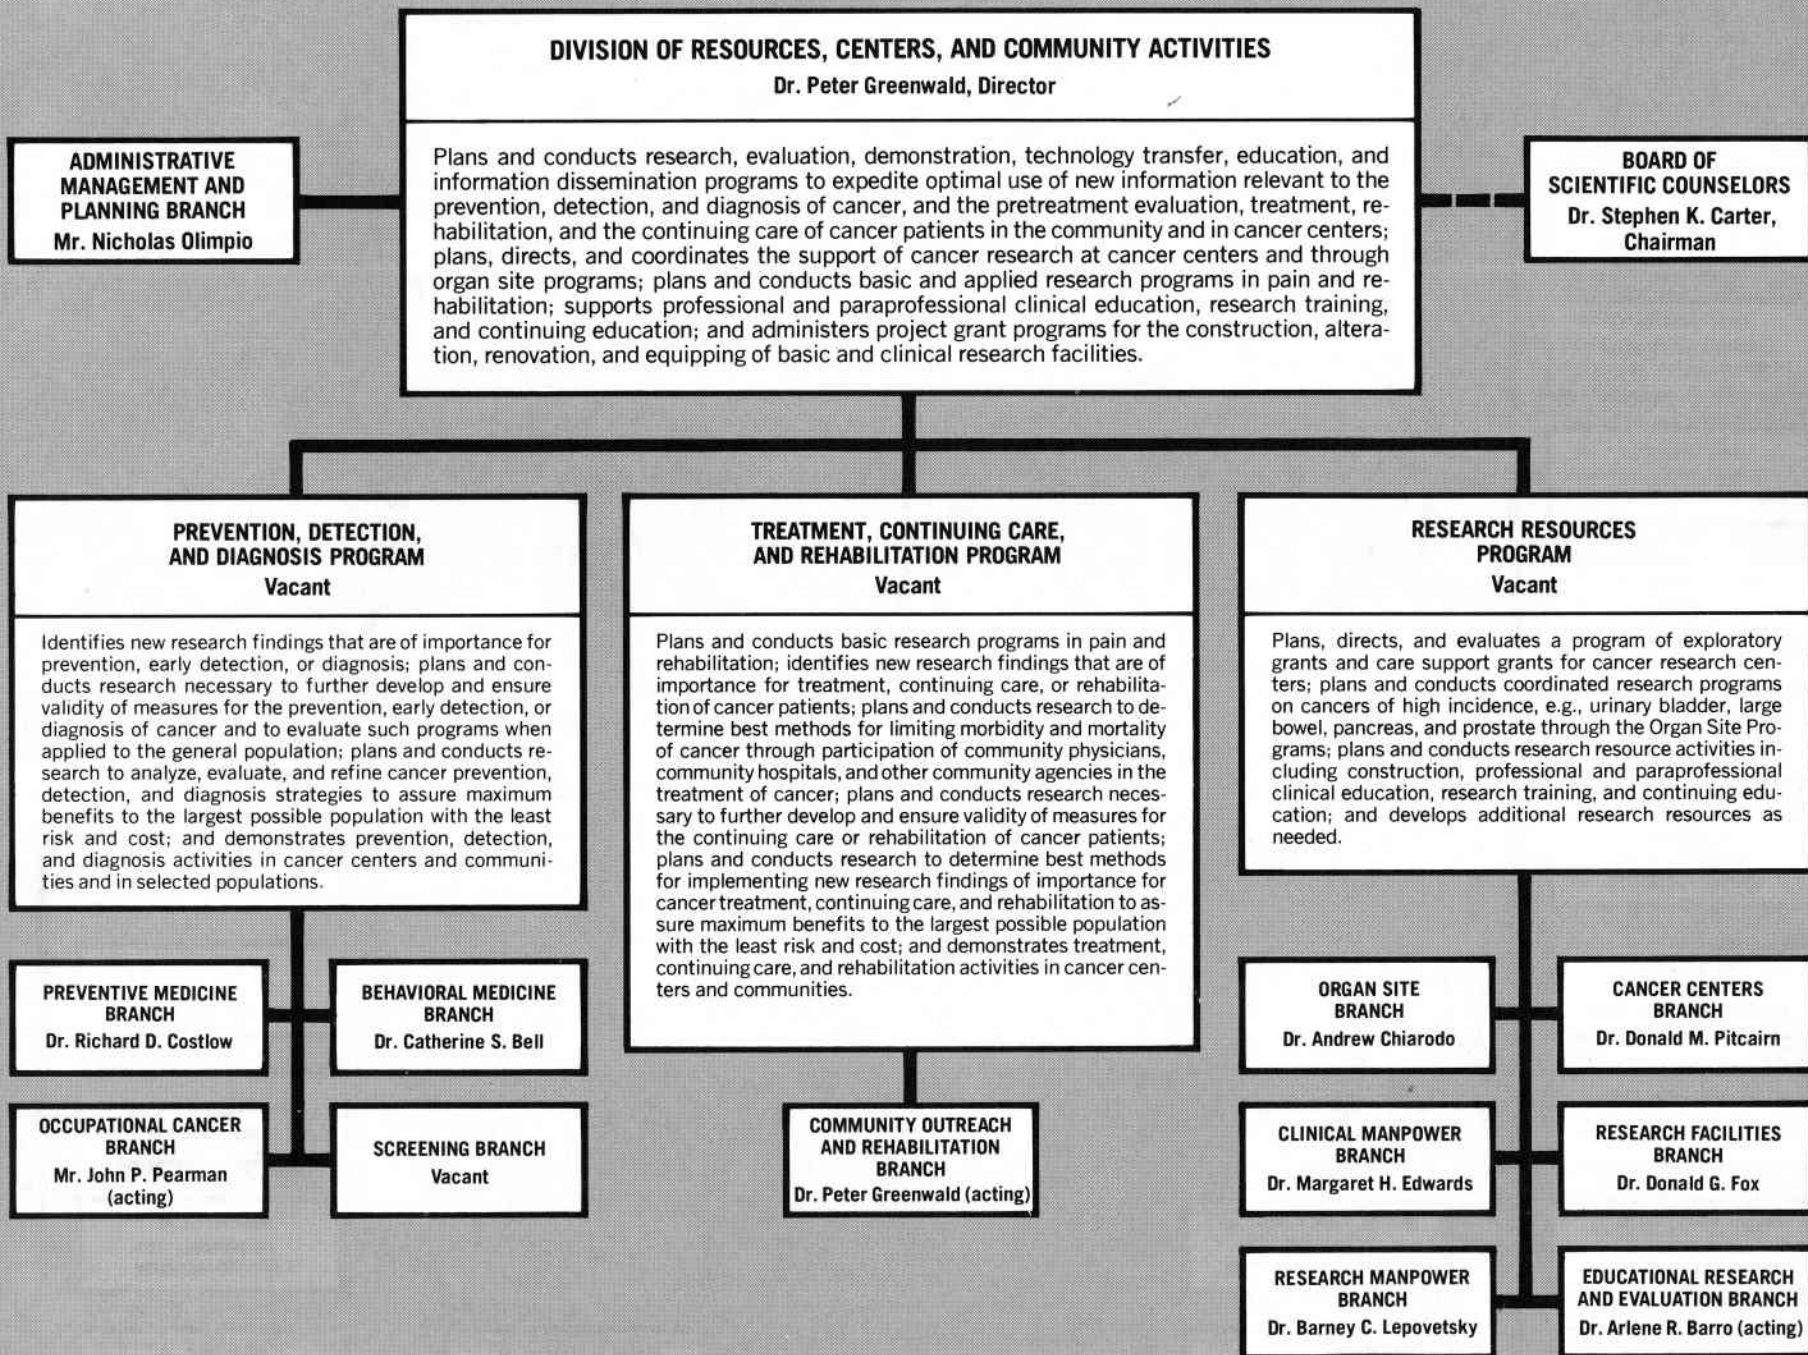 DIVISION OF RESOURCES, CENTERS, AND COMMUNITY ACTIVITIES
Dr. Peter Greenwald, Director
Plans and conducts research, evaluation, demonstration, technology transfer, education, and
information dissemination programs to expedite optimal use of new information relevant to the
prevention, detection, and diagnosis of cancer, and the pretreatment evaluation, treatment, re-
habilitation, and the continuing care of cancer patients in the community and in cancer centers;
plans, directs, and coordinates the support of cancer research at cancer centers and through
organ site programs; plans and conducts basic and applied research programs in pain and re-
habilitation; supports professional and paraprofessional clinical education, research training,
and continuing education; and administers project grant programs for the construction, altera-
tion, renovation, and equipping of basic and clinical research facilities.
ADMINISTRATIVE
MANAGEMENT AND
PLANNING BRANCH
Mr. Nicholas Olimpio
BOARD OF
SCIENTIFIC COUNSELORS
Dr. Stephen K. Carter,
Chairman
PREVENTION, DETECTION,
AND DIAGNOSIS PROGRAM
Vacant
Identifies new research findings that are of importance for
prevention, early detection, or diagnosis; plans and con-
ducts research necessary to further develop and ensure
validity of measures for the prevention, early detection, or
diagnosis of cancer and to evaluate such programs when
applied to the general population; plans and conducts re-
search to analyze, evaluate, and refine cancer prevention,
detection, and diagnosis strategies to assure maximum
benefits to the largest possible population with the least
risk and cost; and demonstrates prevention, detection,
and diagnosis activities in cancer centers and communi-
ties and in selected populations.
PREVENTIVE MEDICINE
BRANCH
Dr. Richard D. Costlow
BEHAVIORAL MEDICINE
BRANCH
Dr. Catherine S. Bell
OCCUPATIONAL CANCER
BRANCH
Mr. John P. Pearman
(acting)
SCREENING BRANCH
Vacant
TREATMENT, CONTINUING CARE,
AND REHABILITATION PROGRAM
Vacant
Plans and conducts basic research programs in pain and
rehabilitation; identifies new research findings that are of
importance for treatment, continuing care, or rehabilita-
tion of cancer patients; plans and conducts research to de-
termine best methods for limiting morbidity and mortality
of cancer through participation of community physicians,
community hospitals, and other community agencies in the
treatment of cancer; plans and conducts research neces-
sary to further develop and ensure validity of measures for
the continuing care or rehabilitation of cancer patients;
plans and conducts research to determine best methods
for implementing new research findings of importance for
cancer treatment, continuing care, and rehabilitation to as-
sure maximum benefits to the largest possible population
with the least risk and cost; and demonstrates treatment,
continuing care, and rehabilitation activities in cancer cen-
ters and communities.
COMMUNITY OUTREACH
AND REHABILITATION
BRANCH
Dr. Peter Greenwald (acting)
RESEARCH RESOURCES
PROGRAM
Vacant
Plans, directs, and evaluates a program of exploratory
grants and care support grants for cancer research cen-
ters; plans and conducts coordinated research programs
on cancers of high incidence, e.g., urinary bladder, large
bowel, pancreas, and prostate through the Organ Site Pro-
grams; plans and conducts research resource activities in-
cluding construction, professional and paraprofessional
clinical education, research training, and continuing edu-
cation; and develops additional research resources as
needed.
ORGAN SITE
BRANCH
Dr. Andrew Chiarodo
CANCER CENTERS
BRANCH
Dr. Donald M. Pitcairn
CLINICAL MANPOWER
BRANCH
Dr. Margaret H. Edwards
RESEARCH FACILITIES
BRANCH
Dr. Donald G. Fox
RESEARCH MANPOWER
BRANCH
Dr. Barney C. Lepovetsky
EDUCATIONAL RESEARCH
AND EVALUATION BRANCH
Dr. Arlene R. Barro (acting)